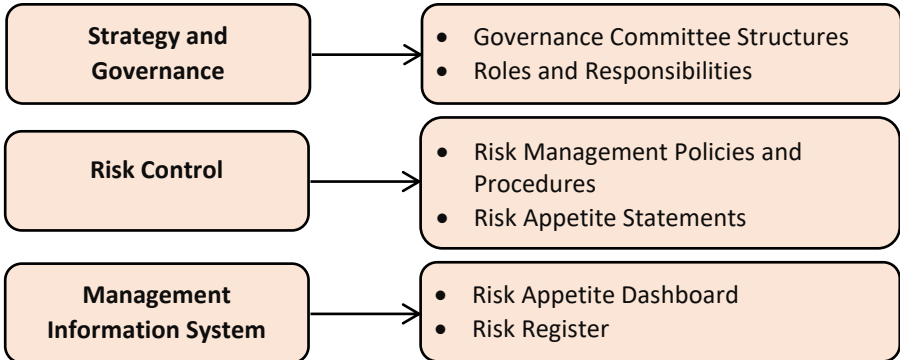 Strategy and
Governance
• Governance Committee Structures
• Roles and Responsibilities
Risk Control
• Risk Management Policies and
Procedures
• Risk Appetite Statements
Management
Information System
• Risk Appetite Dashboard
• Risk Register